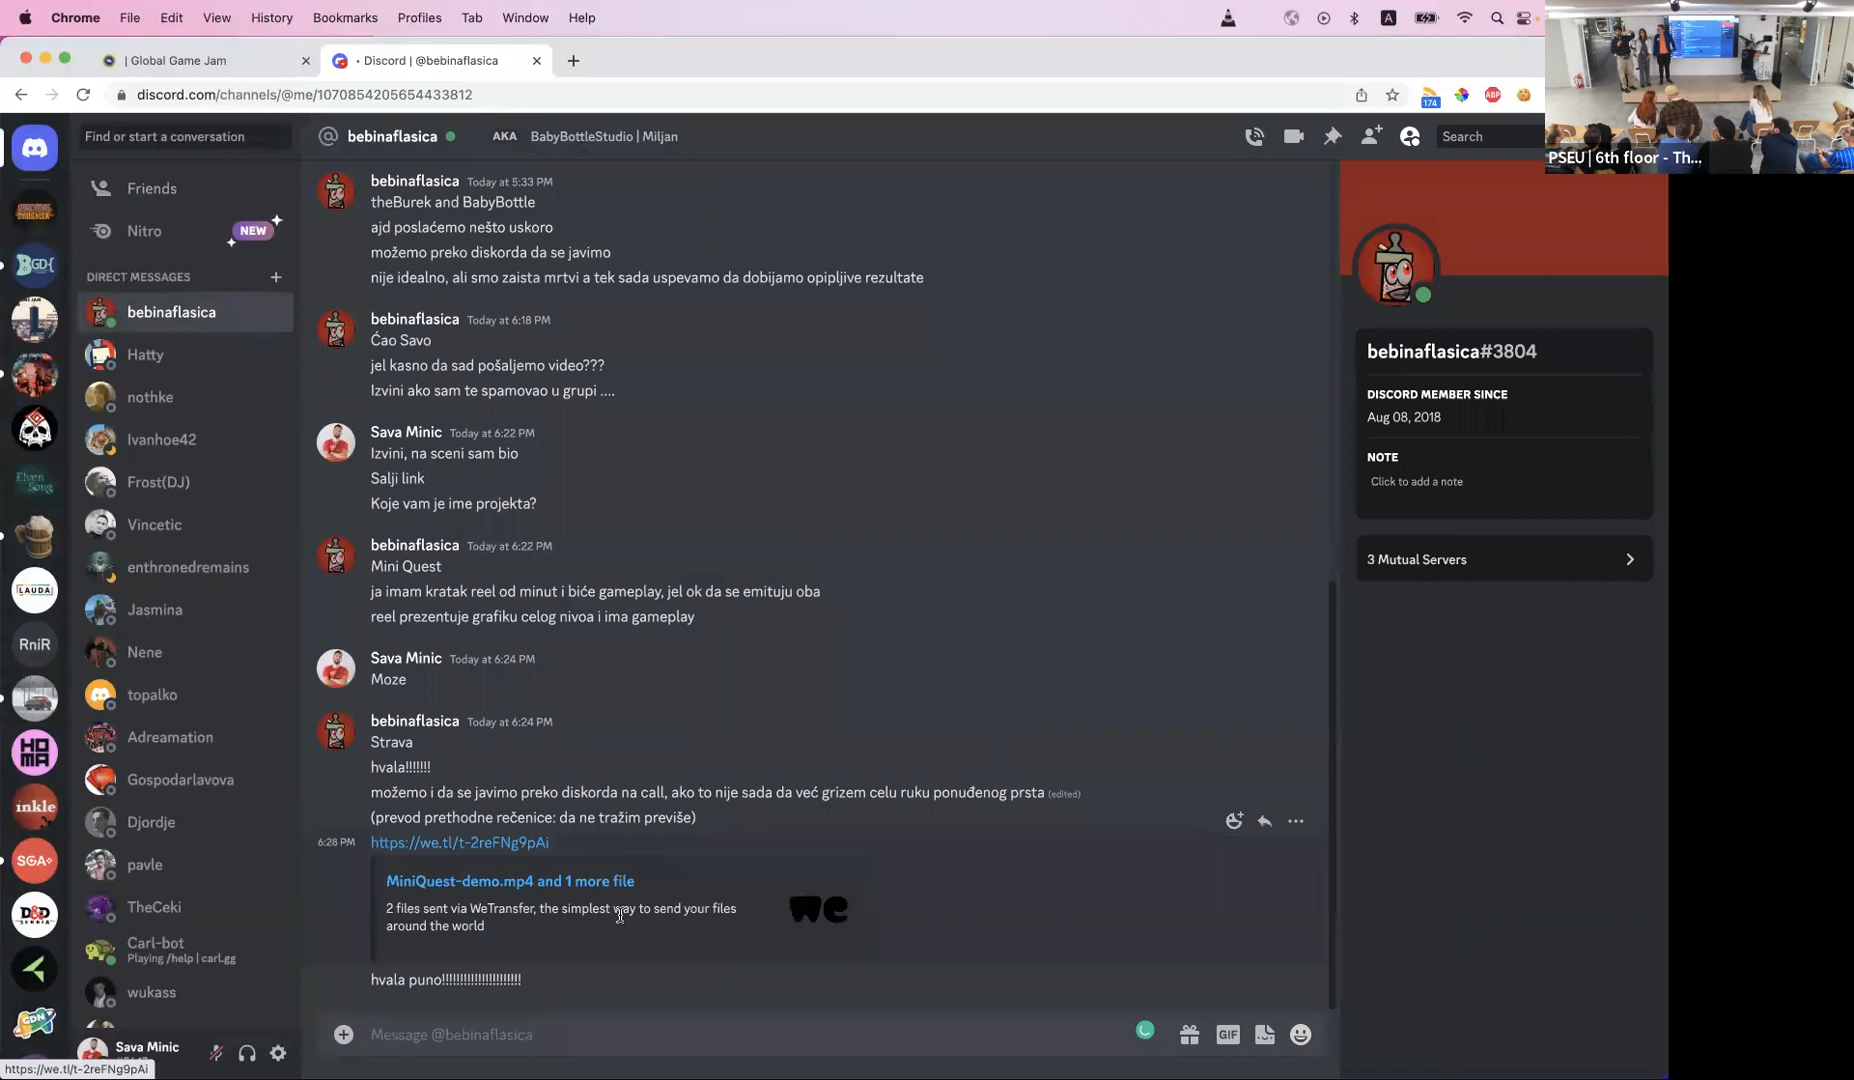 Chrome File Edit View History Bookmarks Profiles Tab Window Help
A
| Global Game Jam
• Discord | @bebinaflasica
discord.com/channels/@me/1070854205654433812
174
ABP
PSEU | 6th floor - Th...
Find or start a conversation
@ bebinaflasica AKA BabyBottleStudio | Miljan
Search
Friends
Nitro NEW
DIRECT MESSAGES +
bebinaflasica
Hatty
nothke
Ivanhoe42
Frost(DJ)
Vincetic
enthronedremains
Jasmina
Nene
topalko
Adreamation
Gospodarlavova
Djordje
pavle
TheCeki
Carl-bot
Playing /help | carl.gg
wukass
Sava Minic
BGD{
LAUDA
RniR
HOMA
inkle
SGA+
D&D
SERBIA
GDN
Elven Song
bebinaflasica Today at 5:33 PM
theBurek and BabyBottle
ajd poslaćemo nešto uskoro
možemo preko diskorda da se javimo
nije idealno, ali smo zaista mrtvi a tek sada uspevamo da dobijamo opipljive rezultate
bebinaflasica Today at 6:18 PM
Ćao Savo
jel kasno da sad pošaljemo video???
Izvini ako sam te spamovao u grupi ....
Sava Minic Today at 6:22 PM
Izvini, na sceni sam bio
Salji link
Koje vam je ime projekta?
bebinaflasica Today at 6:22 PM
Mini Quest
ja imam kratak reel od minut i biće gameplay, jel ok da se emituju oba
reel prezentuje grafiku celog nivoa i ima gameplay
Sava Minic Today at 6:24 PM
Moze
bebinaflasica Today at 6:24 PM
Strava
hvala!!!!!!!
možemo i da se javimo preko diskorda na call, ako to nije sada da već grizem celu ruku ponuđenog prsta (edited)
(prevod prethodne rečenice: da ne tražim previše)
6:28 PM https://we.tl/t-2reFNg9pAi
MiniQuest-demo.mp4 and 1 more file
2 files sent via WeTransfer, the simplest way to send your files
around the world
we
hvala puno!!!!!!!!!!!!!!!!!!!!!!
Message @bebinaflasica
GIF
bebinaflasica#3804
DISCORD MEMBER SINCE
Aug 08, 2018
NOTE
Click to add a note
3 Mutual Servers
https://we.tl/t-2reFNg9pAi